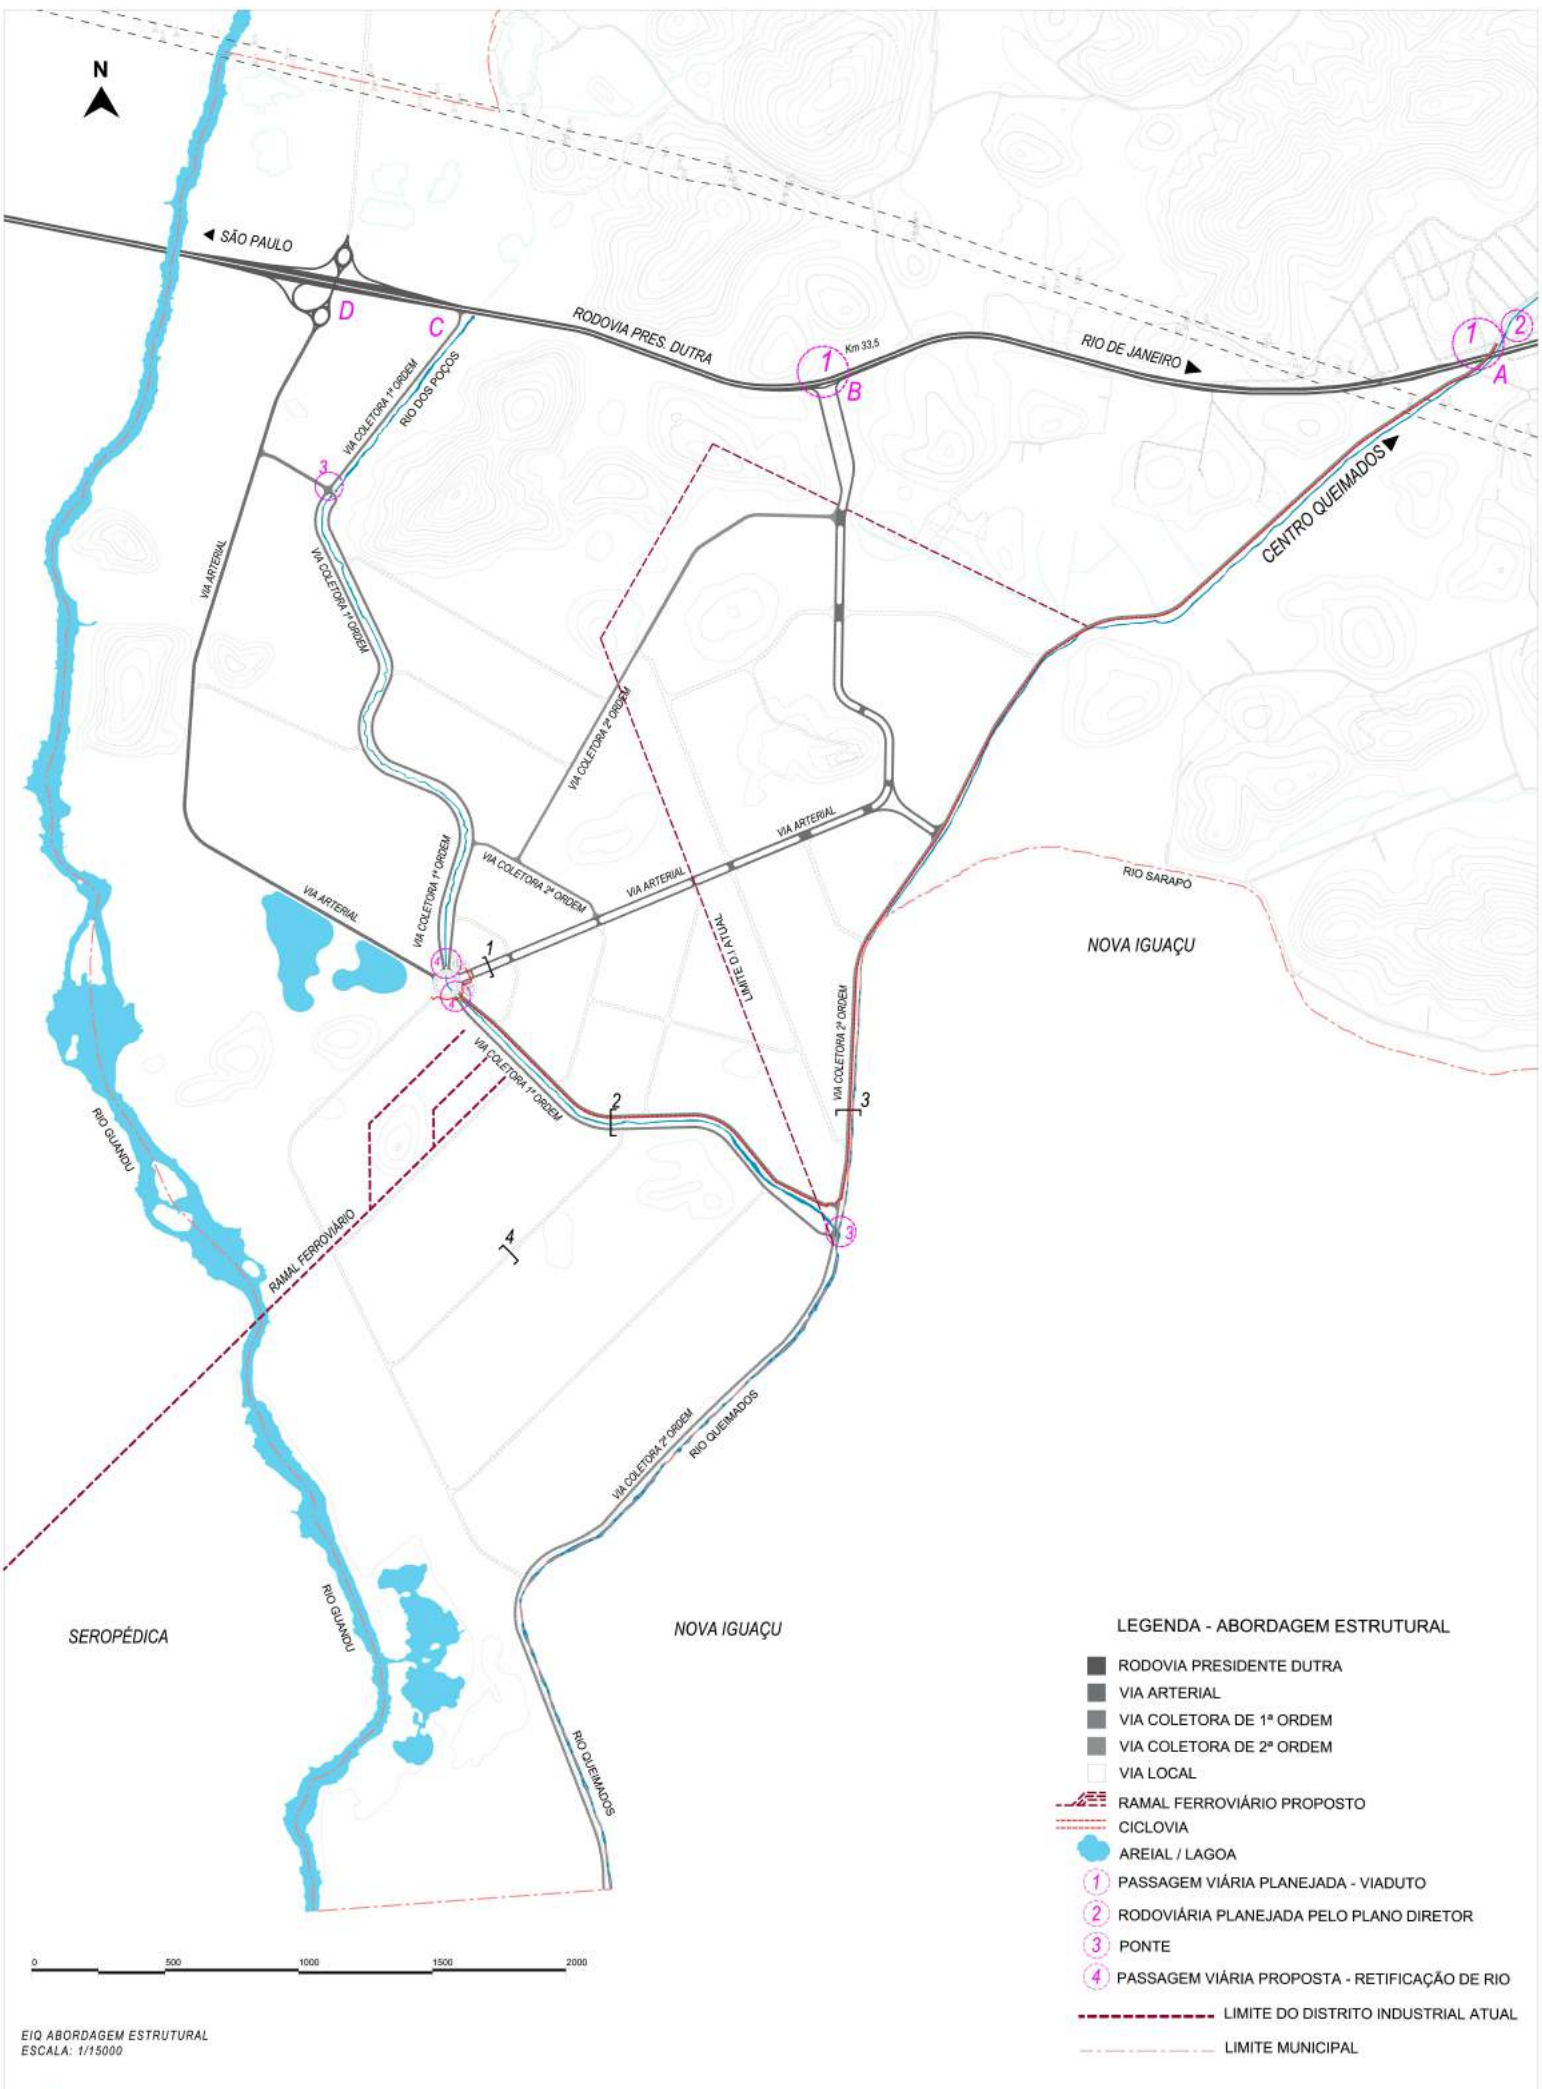 N
SÃO PAULO
D
C
RODOVIA PRES. DUTRA
1
Km 33,5
B
RIO DE JANEIRO
1
2
A
VIA COLETORA 1ª ORDEM
RIO DOS POÇOS
3
CENTRO QUEIMADOS
VIA ARTERIAL
VIA COLETORA 1ª ORDEM
VIA COLETORA 2ª ORDEM
VIA ARTERIAL
VIA COLETORA 1ª ORDEM
VIA COLETORA 2ª ORDEM
VIA ARTERIAL
VIA ARTERIAL
RIO SARAPÓ
LIMITE D.I ATUAL
NOVA IGUAÇU
4
1
4
VIA COLETORA 1ª ORDEM
VIA COLETORA 2ª ORDEM
2
3
RIO GUANDU
RAMAL FERROVIÁRIO
4
3
VIA COLETORA 2ª ORDEM
RIO QUEIMADOS
RIO GUANDU
SEROPÉDICA
NOVA IGUAÇU
RIO QUEIMADOS
LEGENDA - ABORDAGEM ESTRUTURAL
RODOVIA PRESIDENTE DUTRA
VIA ARTERIAL
VIA COLETORA DE 1ª ORDEM
VIA COLETORA DE 2ª ORDEM
VIA LOCAL
RAMAL FERROVIÁRIO PROPOSTO
CICLOVIA
AREIAL / LAGOA
1 PASSAGEM VIÁRIA PLANEJADA - VIADUTO
2 RODOVIÁRIA PLANEJADA PELO PLANO DIRETOR
3 PONTE
4 PASSAGEM VIÁRIA PROPOSTA - RETIFICAÇÃO DE RIO
LIMITE DO DISTRITO INDUSTRIAL ATUAL
LIMITE MUNICIPAL
0 500 1000 1500 2000
EIQ ABORDAGEM ESTRUTURAL
ESCALA: 1/15000